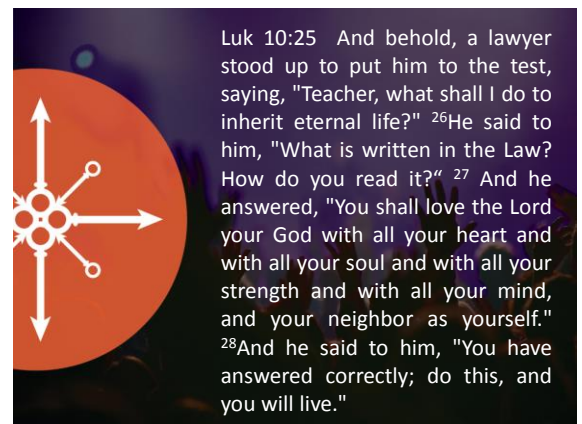 Luk 10:25  And behold, a lawyer
stood up to put him to the test,
saying, "Teacher, what shall I do to
inherit eternal life?" ²⁶He said to
him, "What is written in the Law?
How do you read it?“ ²⁷ And he
answered, "You shall love the Lord
your God with all your heart and
with all your soul and with all your
strength and with all your mind,
and your neighbor as yourself."
²⁸And he said to him, "You have
answered correctly; do this, and
you will live."